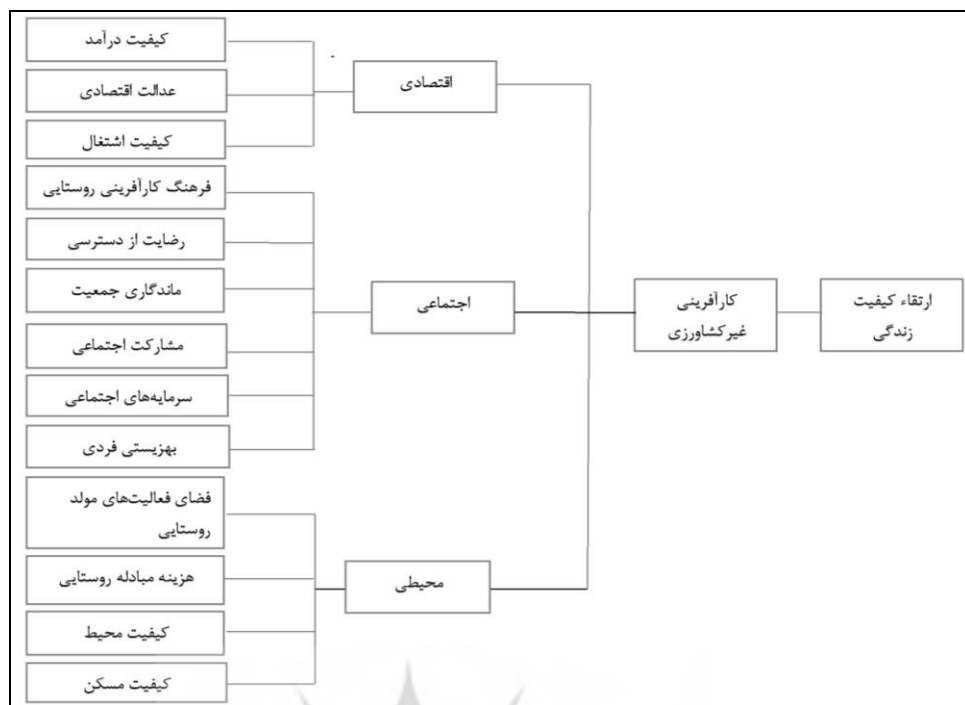 ارتقاء کیفیت
زندگی
کارآفرینی
غیرکشاورزی
اقتصادی
کیفیت درآمد
عدالت اقتصادی
کیفیت اشتغال
اجتماعی
فرهنگ کارآفرینی روستایی
رضایت از دسترسی
ماندگاری جمعیت
مشارکت اجتماعی
سرمایه‌های اجتماعی
بهزیستی فردی
محیطی
فضای فعالیت‌های مولد
روستایی
هزینه مبادله روستایی
کیفیت محیط
کیفیت مسکن